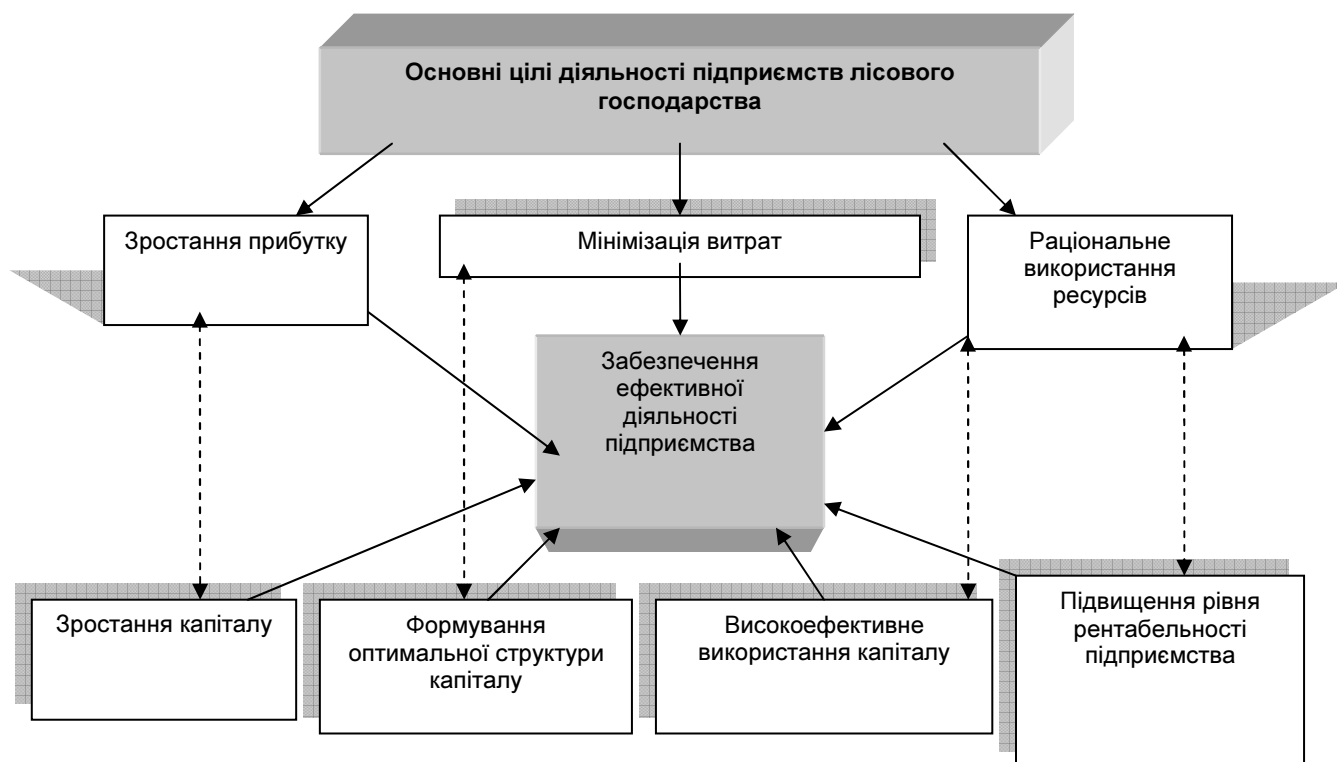 Основні цілі діяльності підприємств лісового
господарства
Зростання прибутку
Мінімізація витрат
Раціональне
використання
ресурсів
Забезпечення
ефективної
діяльності
підприємства
Зростання капіталу
Формування
оптимальної структури
капіталу
Високоефективне
використання капіталу
Підвищення рівня
рентабельності
підприємства